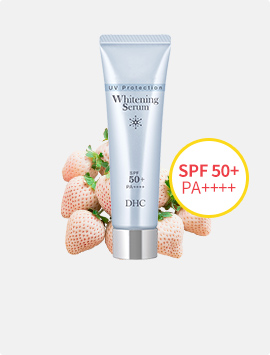 UV Protection
Whitening
Serum
SPF
50+
PA++++
DHC
SPF 50+
PA++++